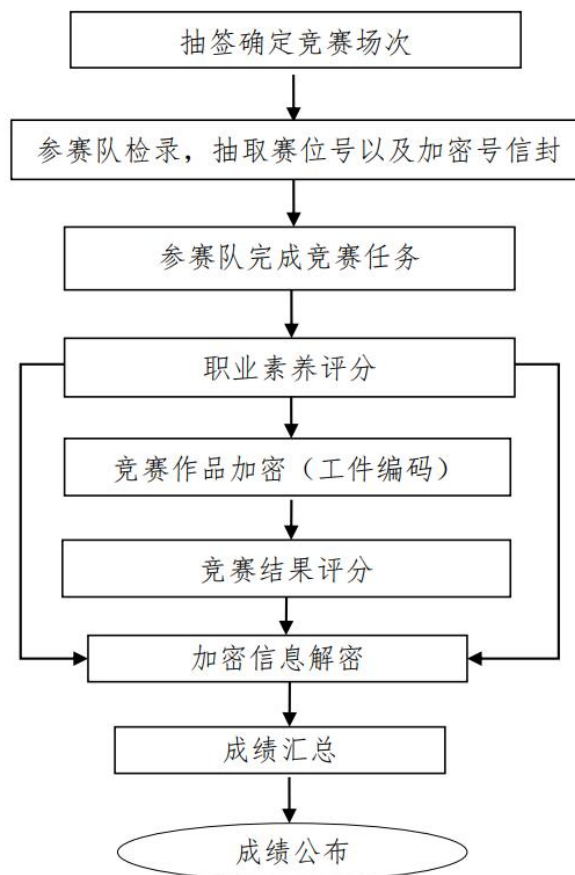 抽签确定竞赛场次
参赛队检录，抽取赛位号以及加密号信封
参赛队完成竞赛任务
职业素养评分
竞赛作品加密（工件编码）
竞赛结果评分
加密信息解密
成绩汇总
成绩公布